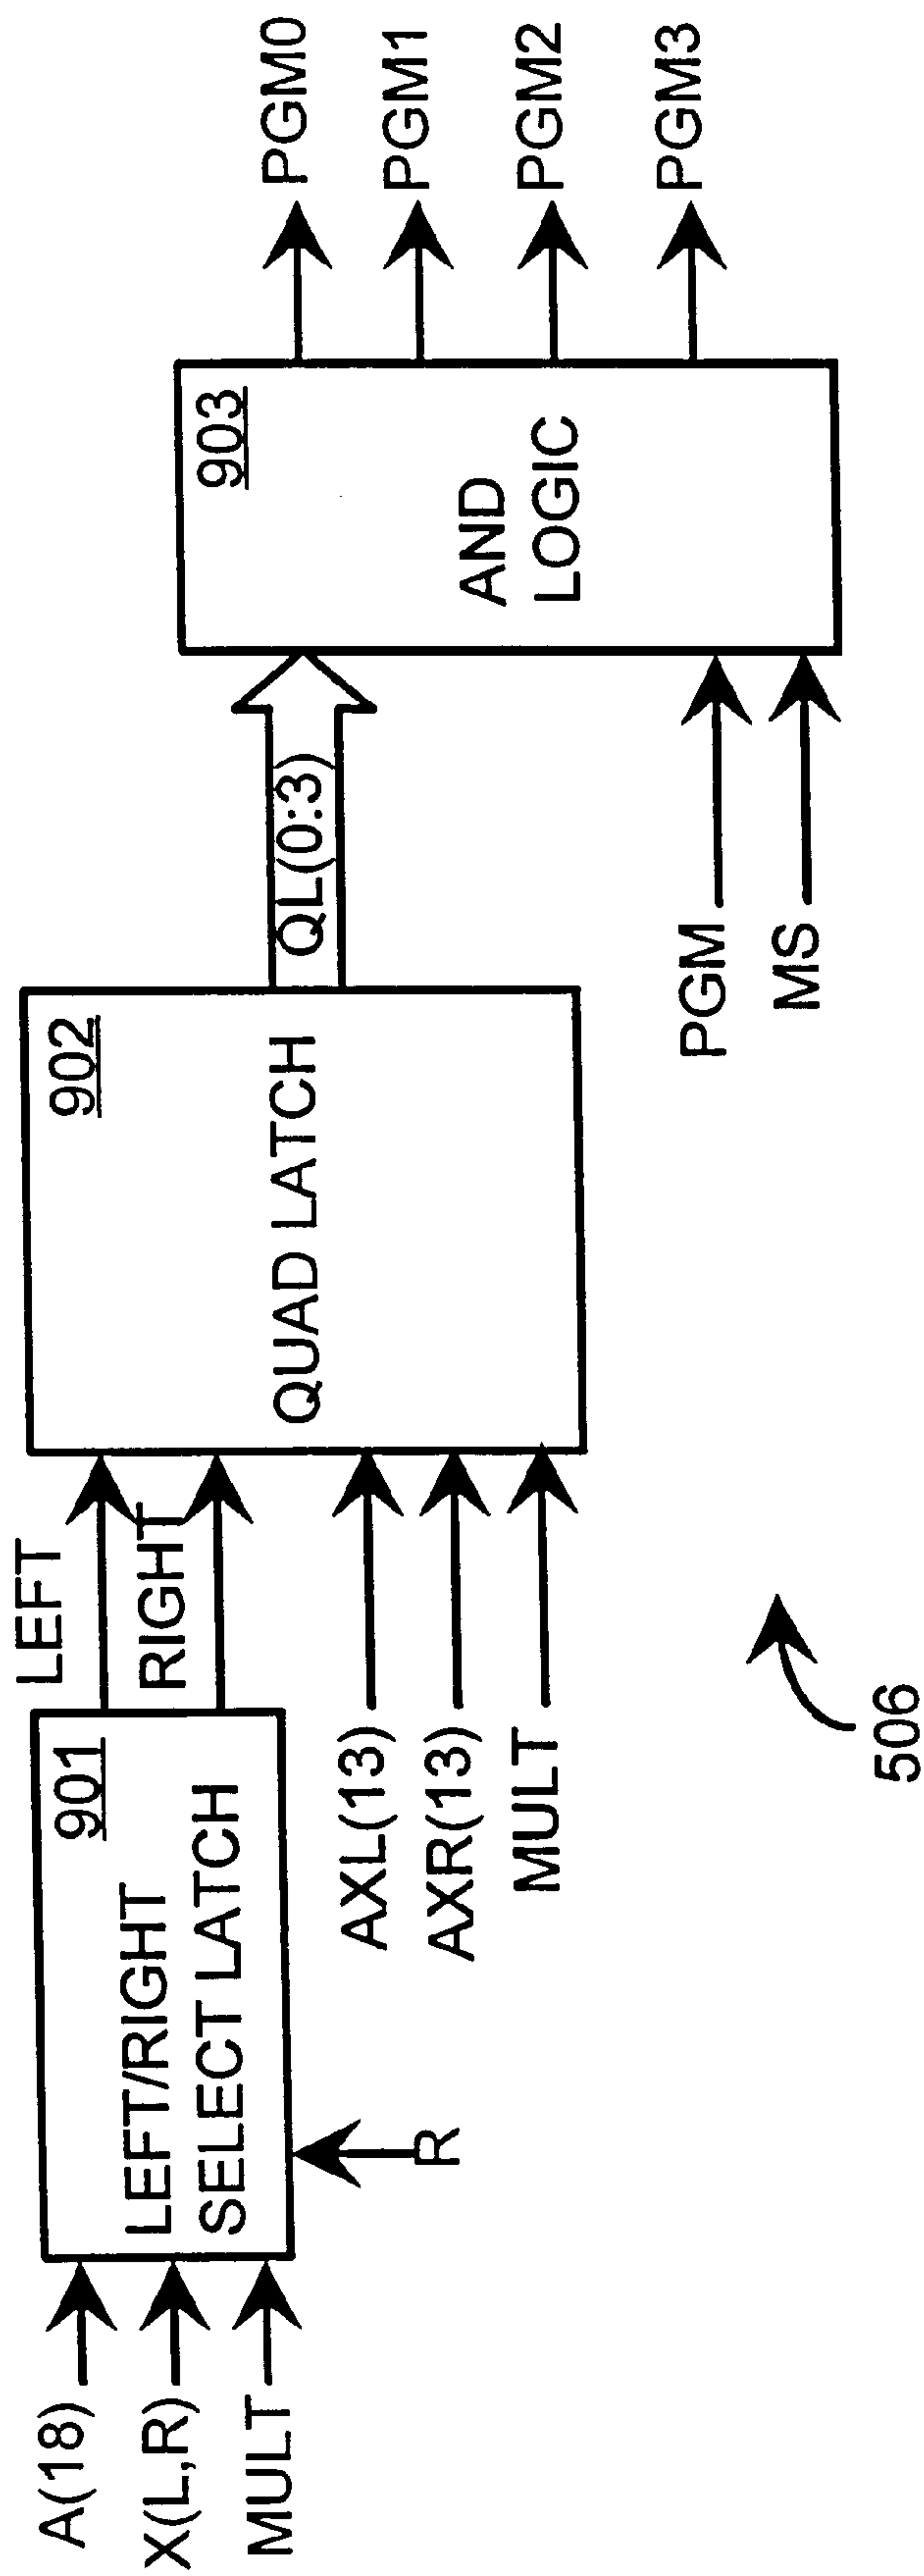 A(18)
X(L,R)
MULT
901
LEFT/RIGHT
SELECT LATCH
R
LEFT
RIGHT
AXL(13)
AXR(13)
MULT
902
QUAD LATCH
QL(0:3)
PGM
MS
903
AND
LOGIC
PGM0
PGM1
PGM2
PGM3
506